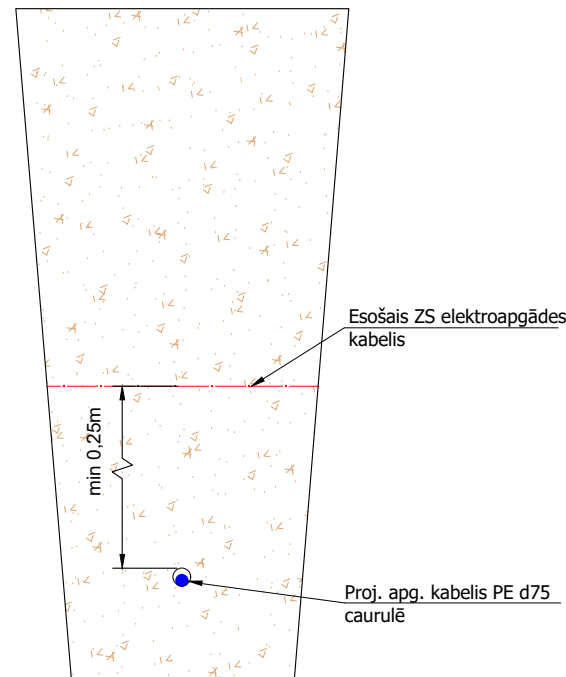 Esošais ZS elektroapgādes
kabelis
min 0,25m
Proj. apg. kabelis PE d75
caurulē